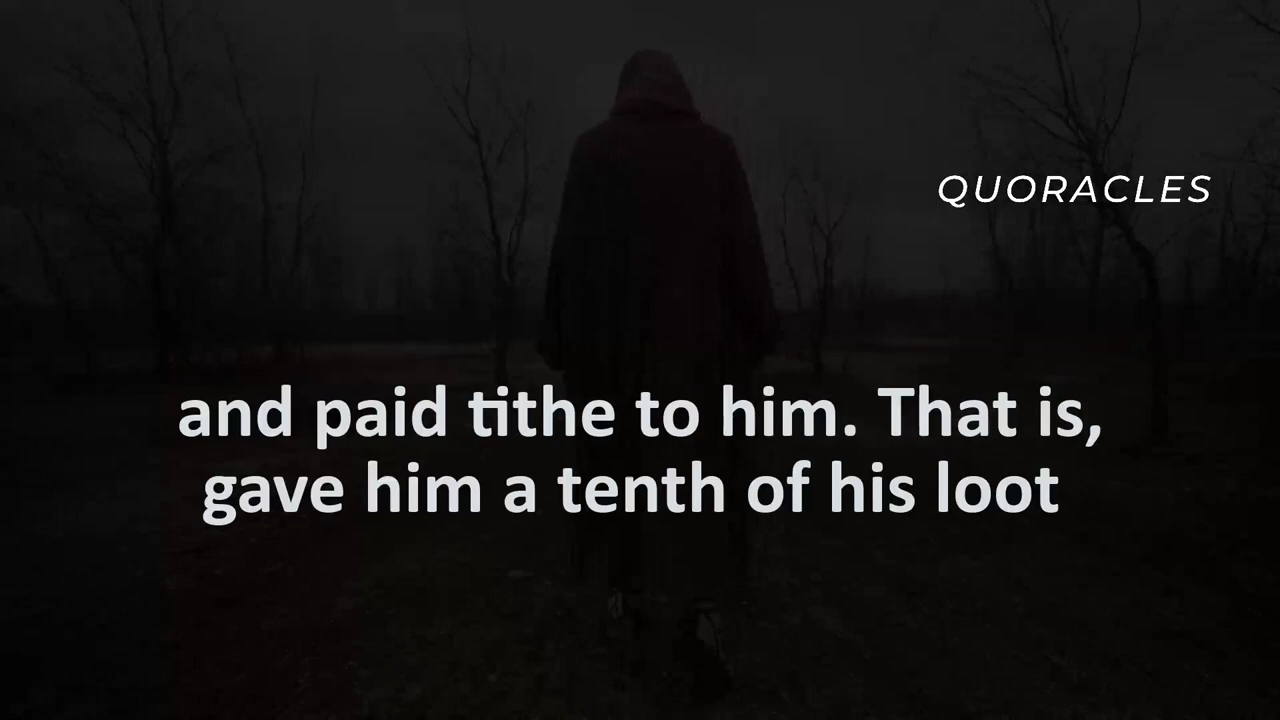 QUORACLES
and paid tithe to him. That is,
gave him a tenth of his loot